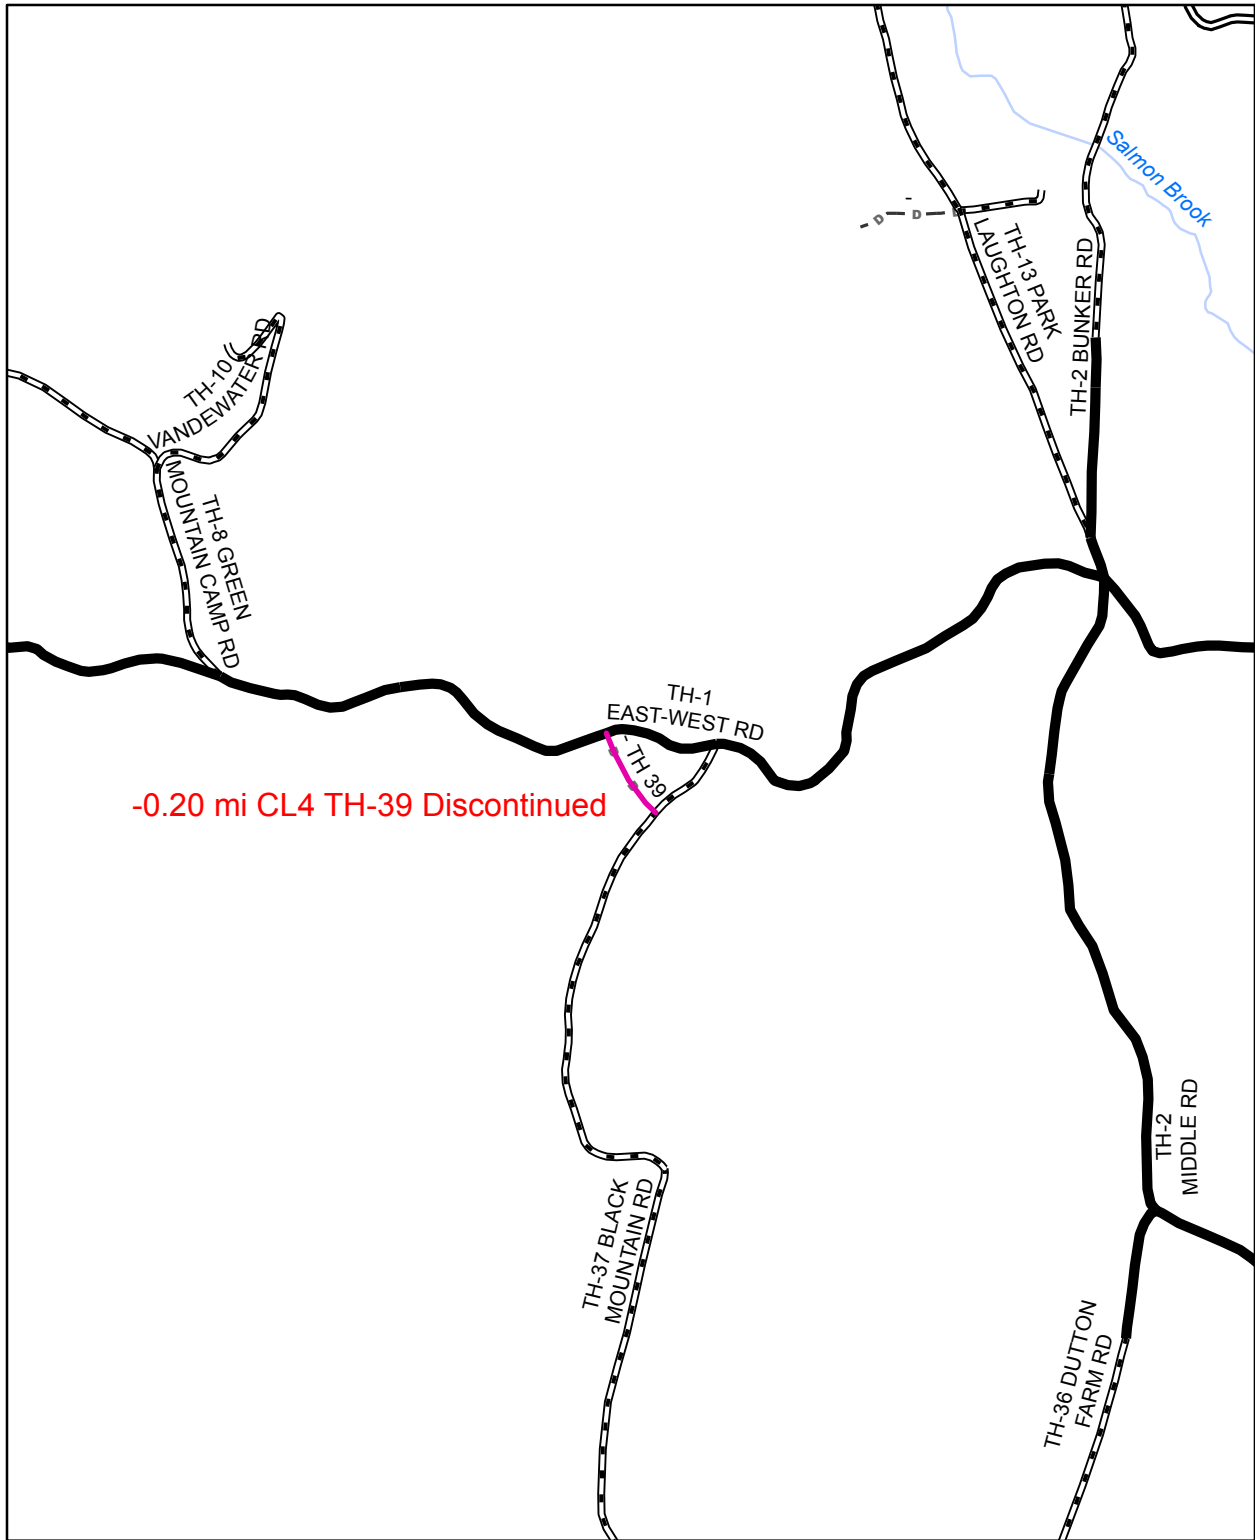 Salmon Brook
TH-13 PARK
LAUGHTON RD
TH-2 BUNKER RD
D
D
TH-10
VANDEWATER RD
TH-8 GREEN
MOUNTAIN CAMP RD
TH-1
EAST-WEST RD
- TH 39
-0.20 mi CL4 TH-39 Discontinued
TH-2
MIDDLE RD
TH-37 BLACK
MOUNTAIN RD
TH-36 DUTTON
FARM RD